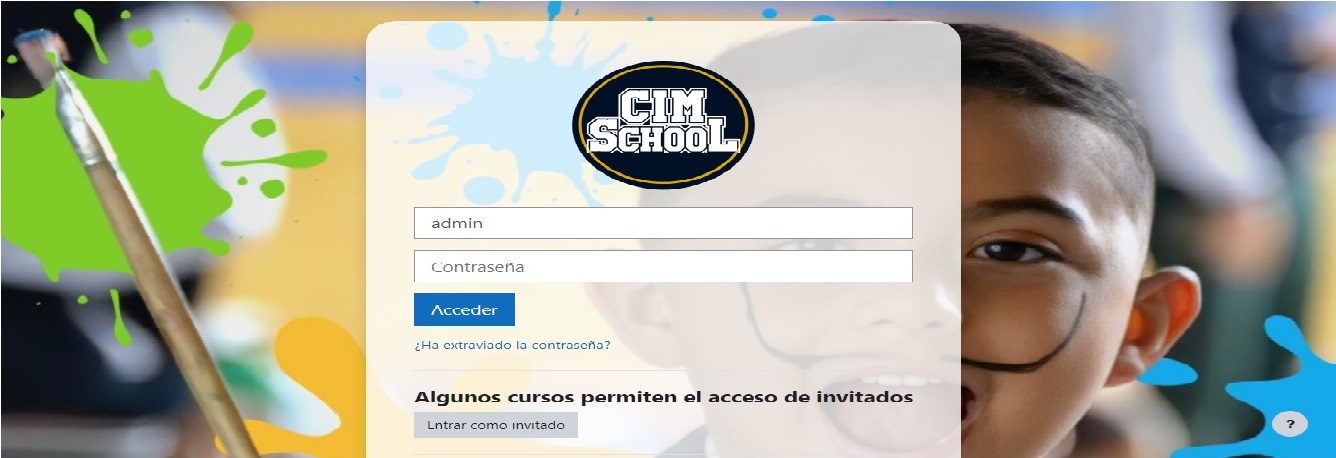 CIM
SCHOOL
admin
Contraseña
Acceder
¿Ha extraviado la contraseña?
Algunos cursos permiten el acceso de invitados
Entrar como invitado
?